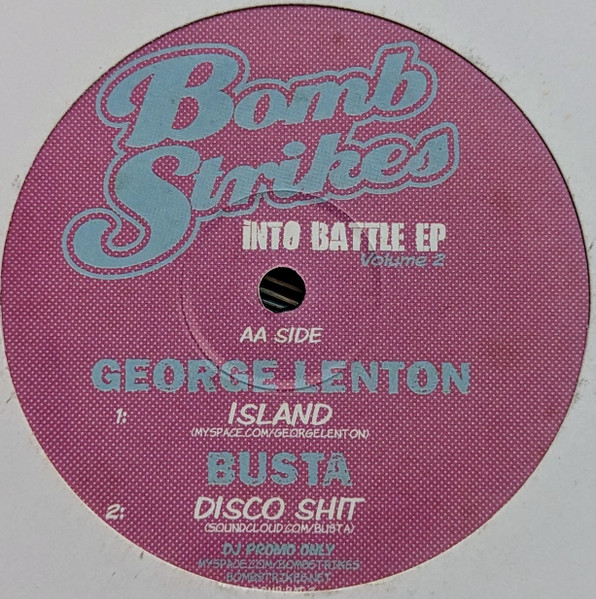 Bomb
Strikes
iNTO BATTLE EP
Volume 2
AA SIDE
GEORGE LENTON
1: ISLAND
(MYSPACE.COM/GEORGELENTON)
BUSTA
2: DISCO SHIT
(SOUNDCLOUD.COM/BUSTA)
DJ PROMO ONLY
MYSPACE.COM/BOMBSTRIKES
BOMBSTRIKES.NET